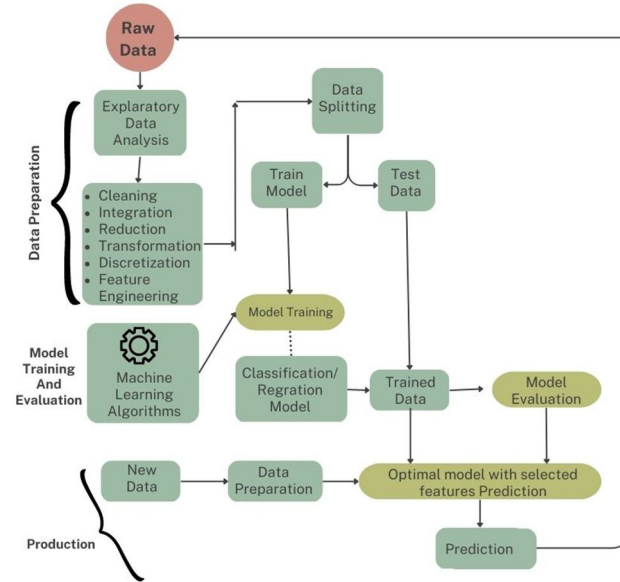 Raw
Data
Explaratory
Data
Analysis
Data Preparation
Cleaning
Integration
Reduction
Transformation
Discretization
Feature
Engineering
Data
Splitting
Train
Model
Test
Data
Model Training
Model
Training
And
Evaluation
Machine
Learning
Algorithms
Classification/
Regration
Model
Trained
Data
Model
Evaluation
New
Data
Data
Preparation
Optimal model with selected
features Prediction
Production
Prediction